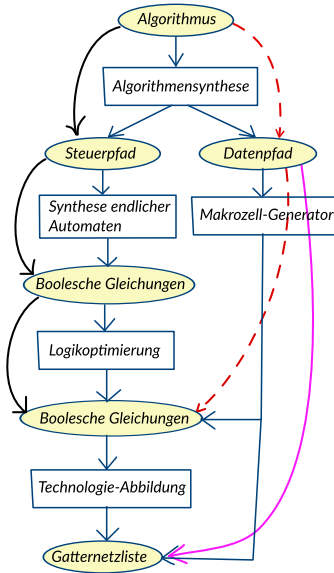 Algorithmus
Algorithmensynthese
Steuerpfad
Datenpfad
Synthese endlicher
Automaten
Makrozell-Generator
Boolesche Gleichungen
Logikoptimierung
Boolesche Gleichungen
Technologie-Abbildung
Gatternetzliste